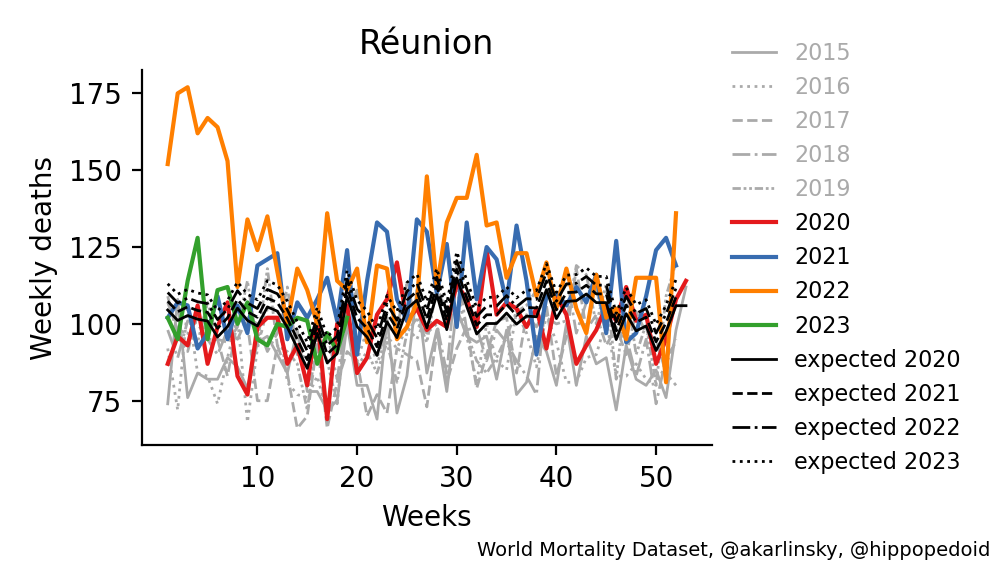 Réunion
Weekly deaths
175
150
125
100
75
10 20 30 40 50
Weeks
2015
2016
2017
2018
2019
2020
2021
2022
2023
expected 2020
expected 2021
expected 2022
expected 2023
World Mortality Dataset, @akarlinsky, @hippopedoid